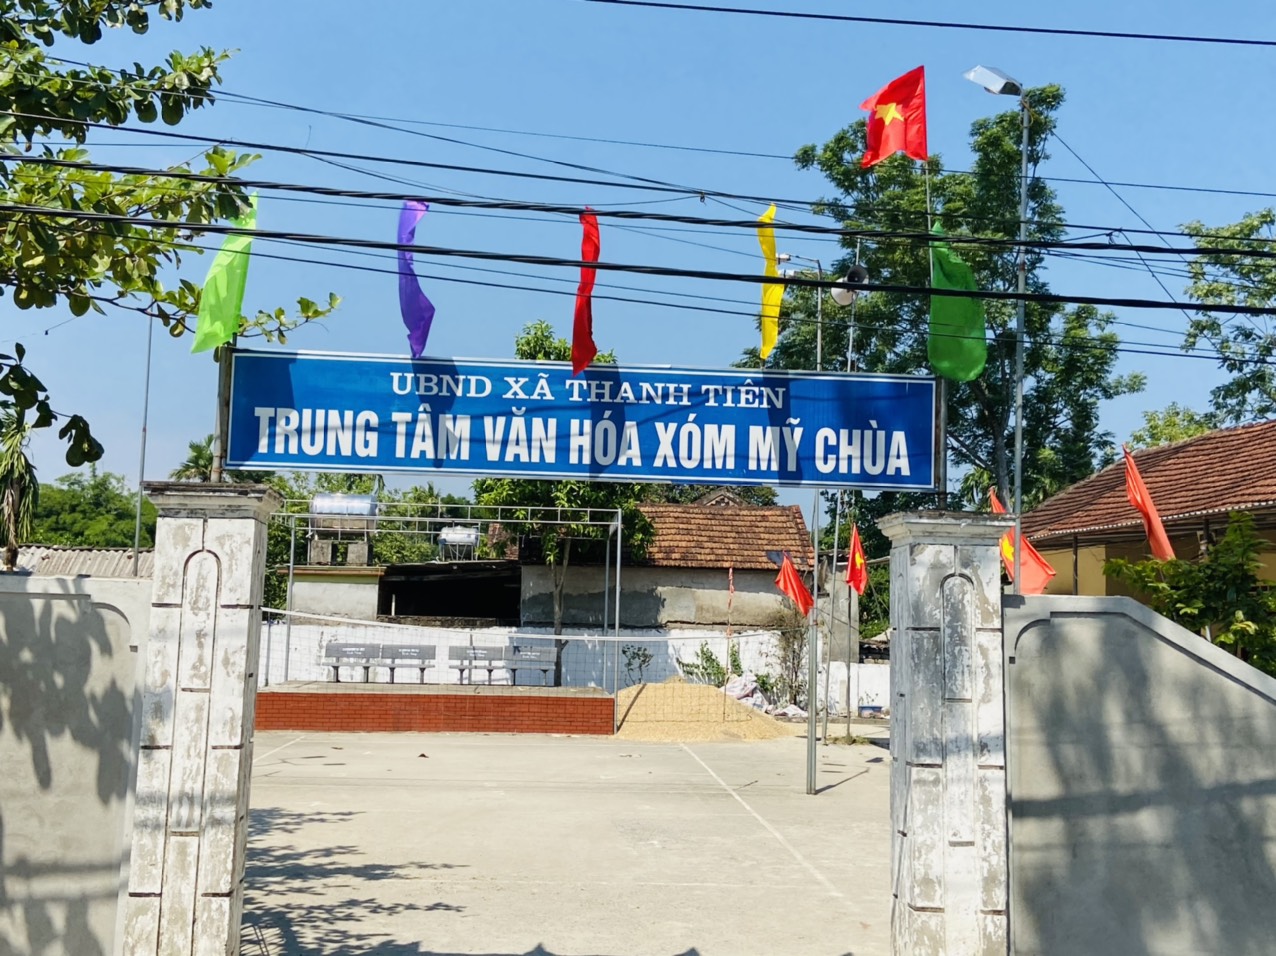 UBND XÃ THANH TIÊN
TRUNG TÂM VĂN HÓA XÓM MỸ CHÙA